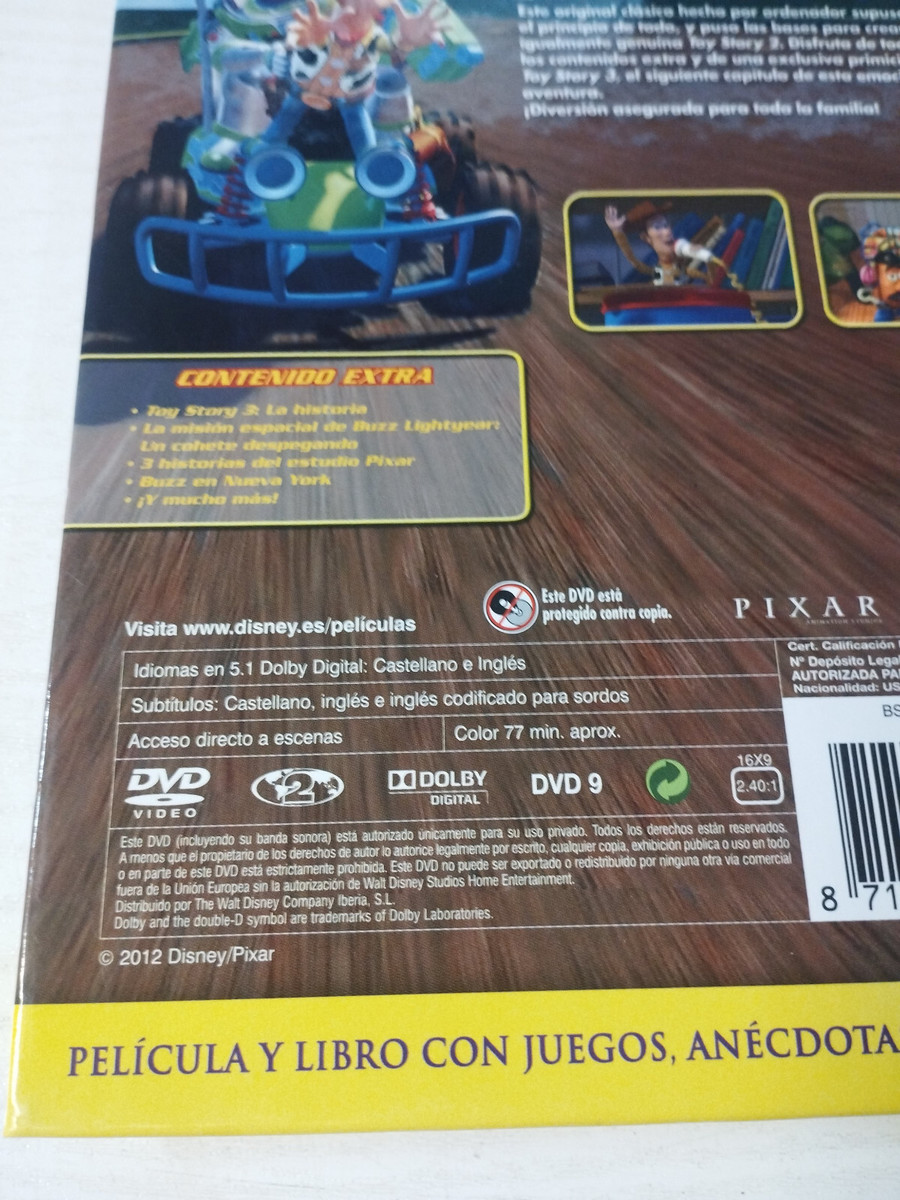 Este original clásico hecho por ordenador supuso
el principio de todo, y puso las bases para crea
igualmente genuina Toy Story 2. Disfruta de to
los contenidos extra y de una exclusiva primici
Toy Story 3, el siguiente capítulo de esta emoc
aventura.
¡Diversión asegurada para toda la familia!
CONTENIDO EXTRA
• Toy Story 3: La historia
• La misión espacial de Buzz Lightyear:
Un cohete despegando
• 3 historias del estudio Pixar
• Buzz en Nueva York
• ¡Y mucho más!
Visita www.disney.es/películas
Este DVD está
protegido contra copia.
PIXAR
ANIMATION STUDIOS
Idiomas en 5.1 Dolby Digital: Castellano e Inglés
Subtítulos: Castellano, inglés e inglés codificado para sordos
Acceso directo a escenas
Color 77 min. aprox.
Cert. Calificación
Nº Depósito Legal
AUTORIZADA PA
Nacionalidad: US
BS
DVD
VIDEO
2
DOLBY
DIGITAL
DVD 9
16X9
2.40:1
Este DVD (incluyendo su banda sonora) está autorizado únicamente para su uso privado. Todos los derechos están reservados.
A menos que el propietario de los derechos de autor lo autorice legalmente por escrito, cualquier copia, exhibición pública o uso en todo
o en parte de este DVD está estrictamente prohibida. Este DVD no puede ser exportado o redistribuido por ninguna otra vía comercial
fuera de la Unión Europea sin la autorización de Walt Disney Studios Home Entertainment.
Distribuido por The Walt Disney Company Iberia, S.L.
Dolby and the double-D symbol are trademarks of Dolby Laboratories.
8 71
© 2012 Disney/Pixar
PELÍCULA Y LIBRO CON JUEGOS, ANÉCDOTA